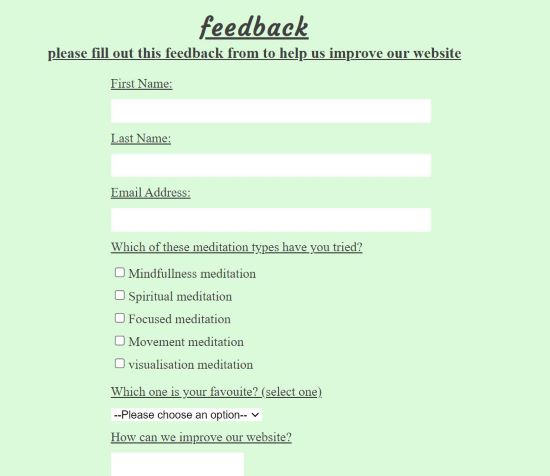 feedback
please fill out this feedback from to help us improve our website
First Name:
Last Name:
Email Address:
Which of these meditation types have you tried?
Mindfullness meditation
Spiritual meditation
Focused meditation
Movement meditation
visualisation meditation
Which one is your favouite? (select one)
--Please choose an option--
How can we improve our website?